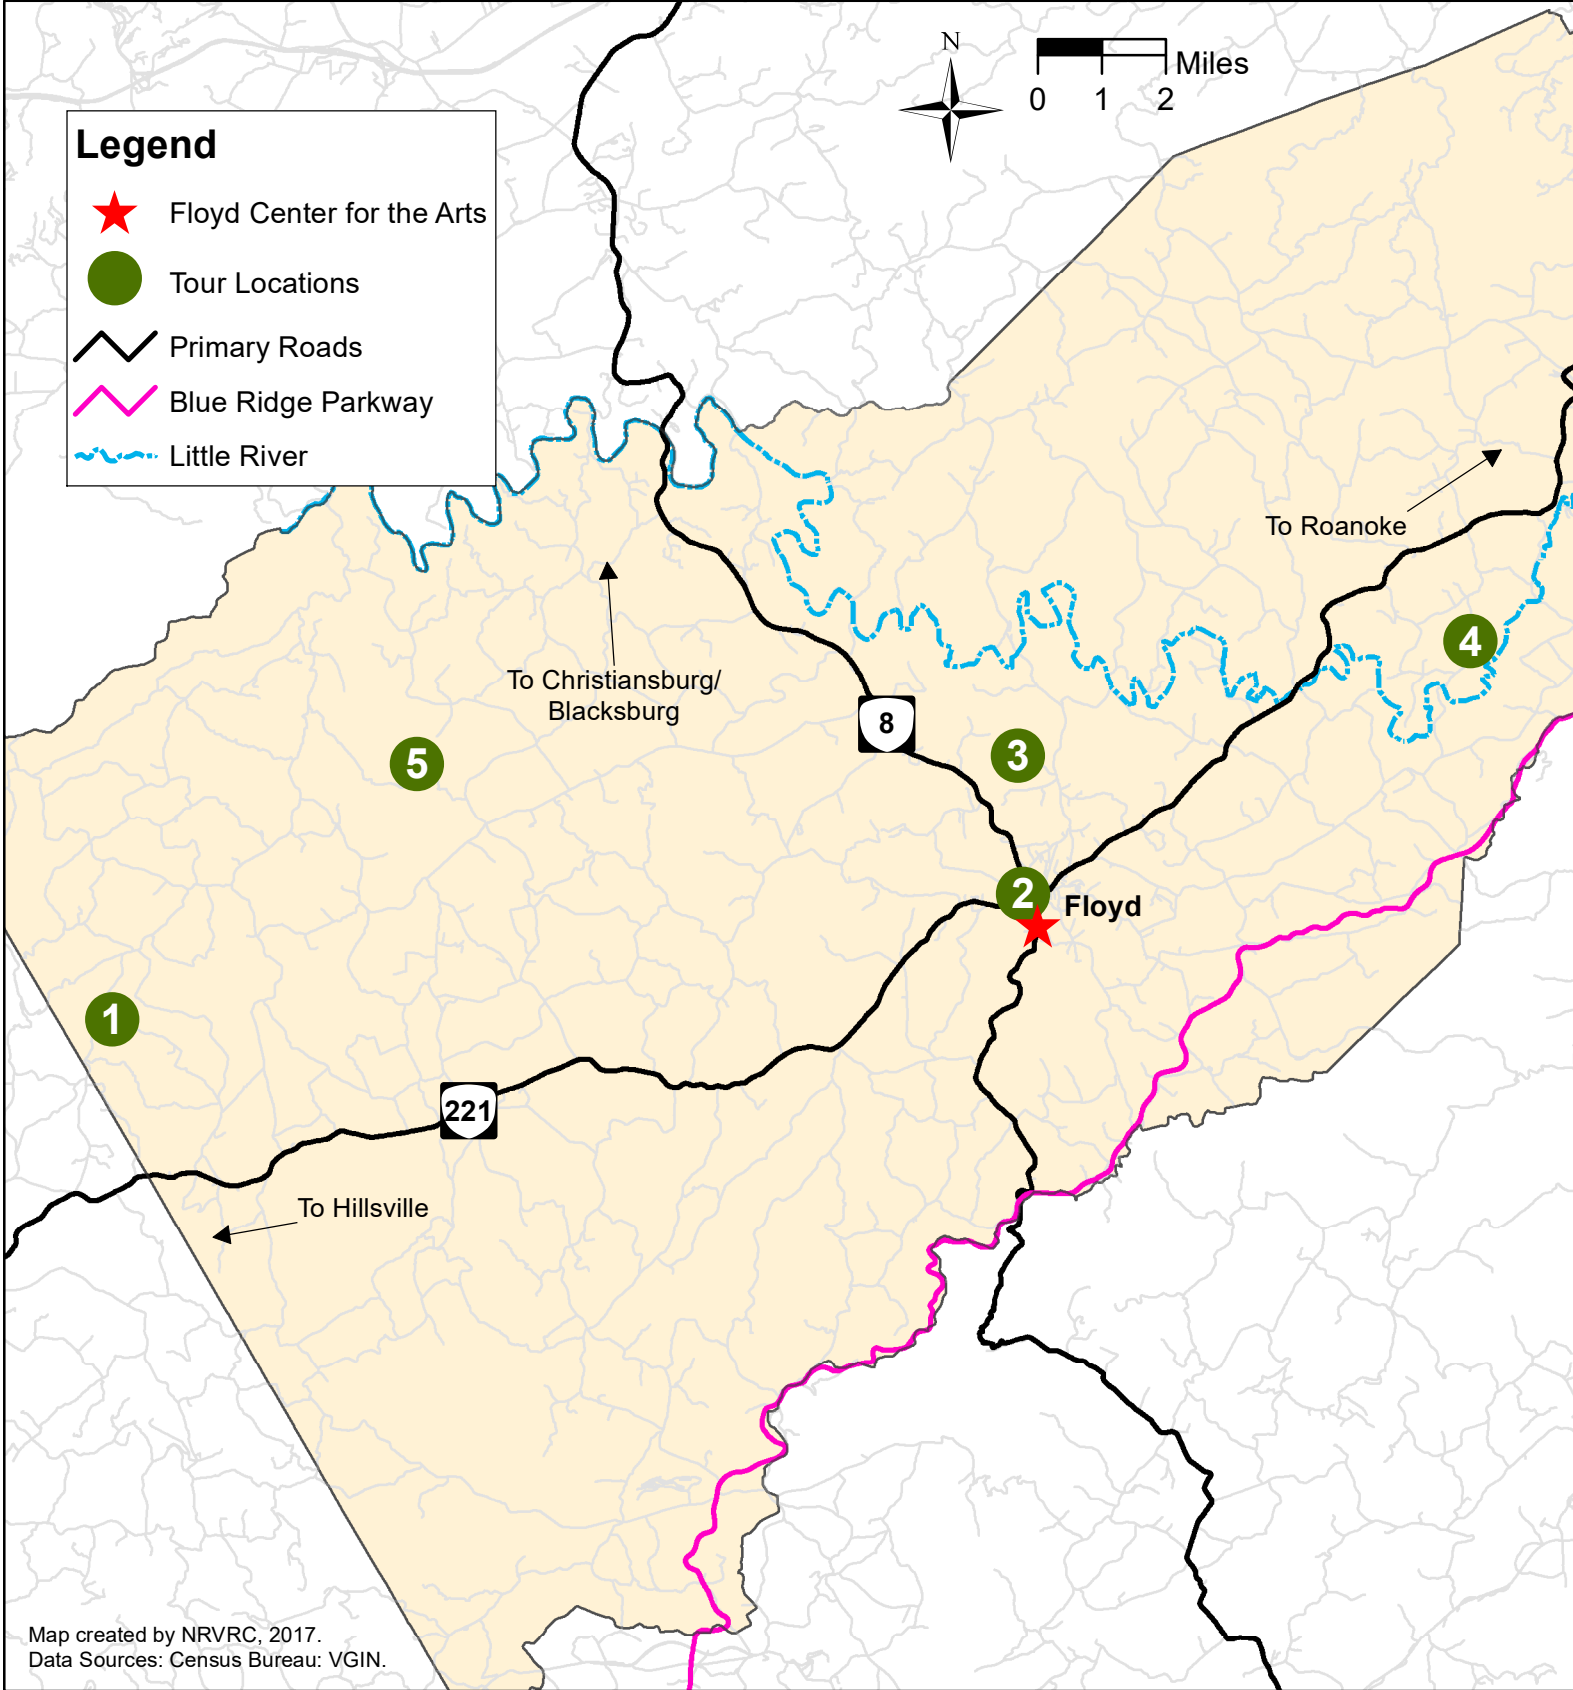 N
Miles
0 1 2
Legend
Floyd Center for the Arts
Tour Locations
Primary Roads
Blue Ridge Parkway
Little River
To Roanoke
4
To Christiansburg/
Blacksburg
8
3
5
2
Floyd
1
221
To Hillsville
Map created by NRVRC, 2017.
Data Sources: Census Bureau: VGIN.